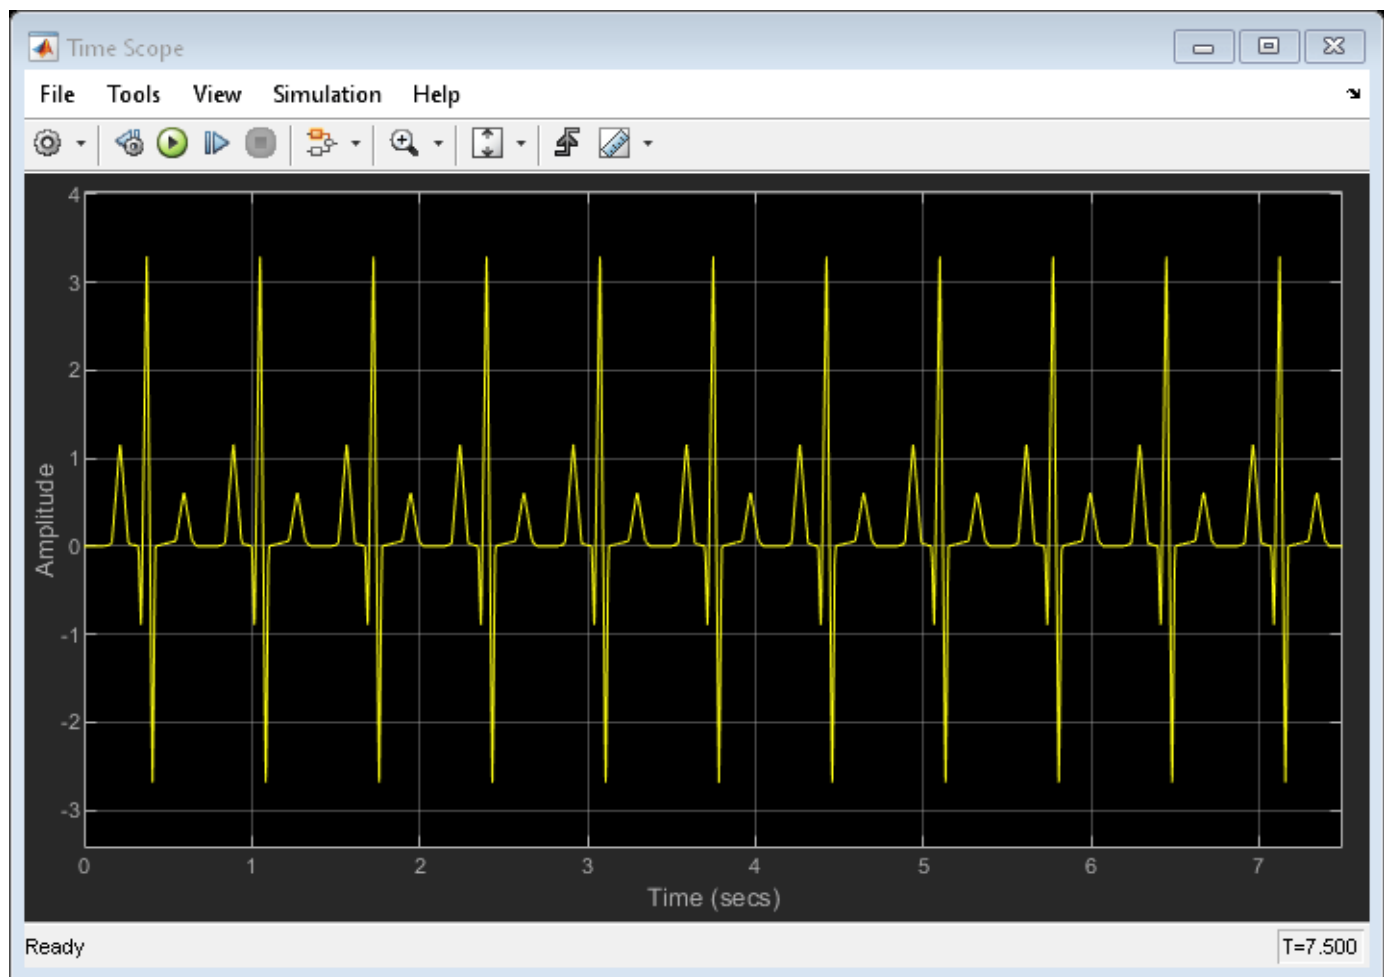 Time Scope
File Tools View Simulation Help
4
3
2
1
0
-1
-2
-3
Amplitude
0 1 2 3 4 5 6 7
Time (secs)
Ready T=7.500